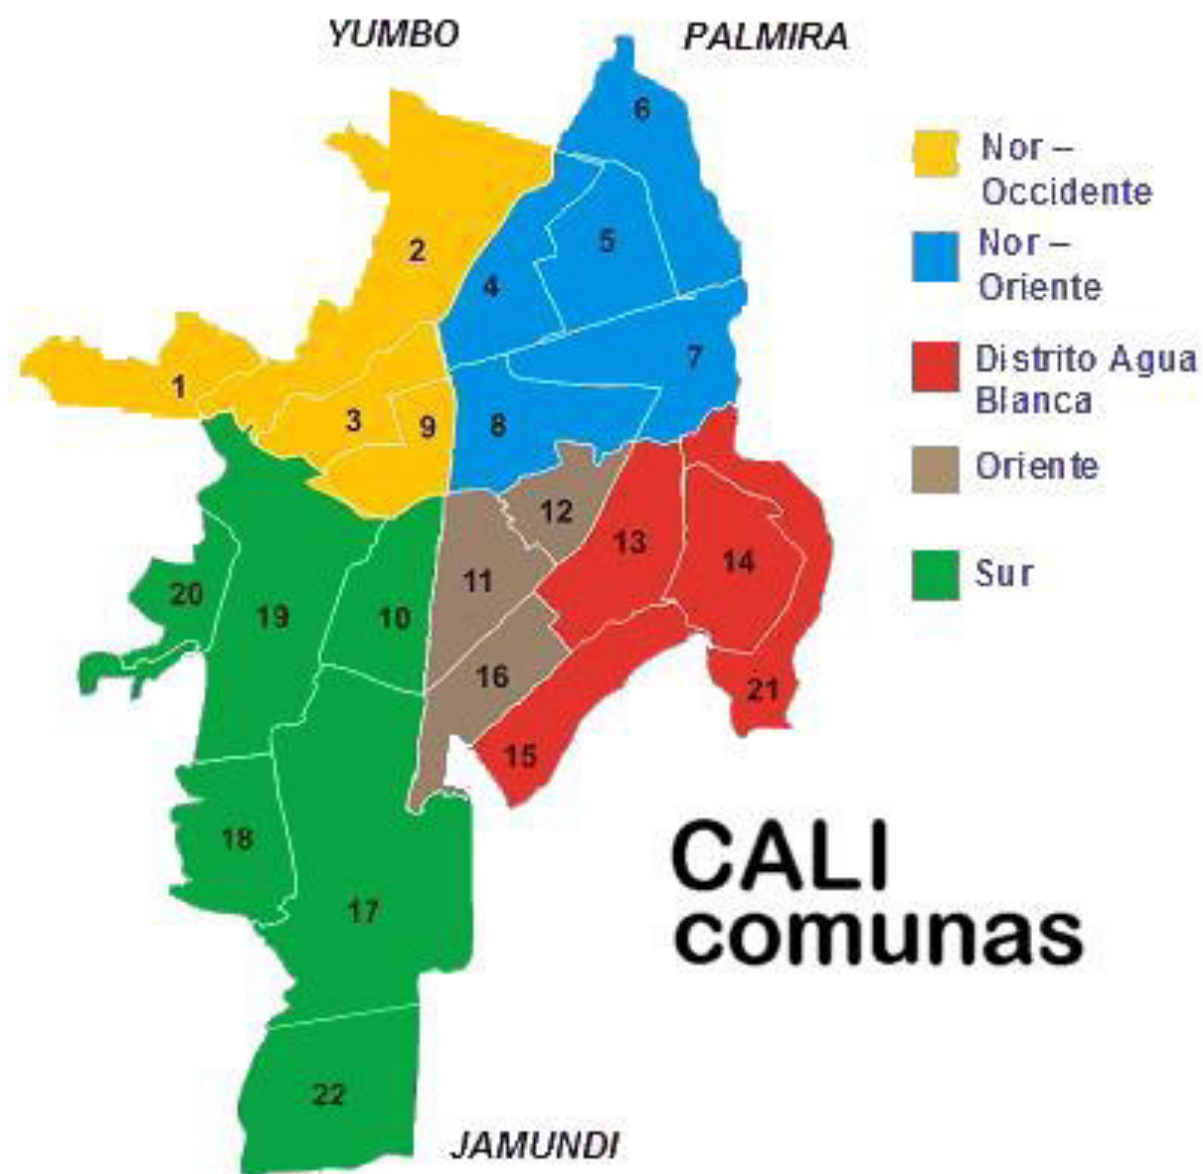 YUMBO
PALMIRA
6
Nor –
Occidente
2
5
Nor –
Oriente
4
7
Distrito Agua
Blanca
1
3
9
8
Oriente
12
13
14
11
Sur
20
19
10
16
21
15
18
CALI
comunas
17
22
JAMUNDI